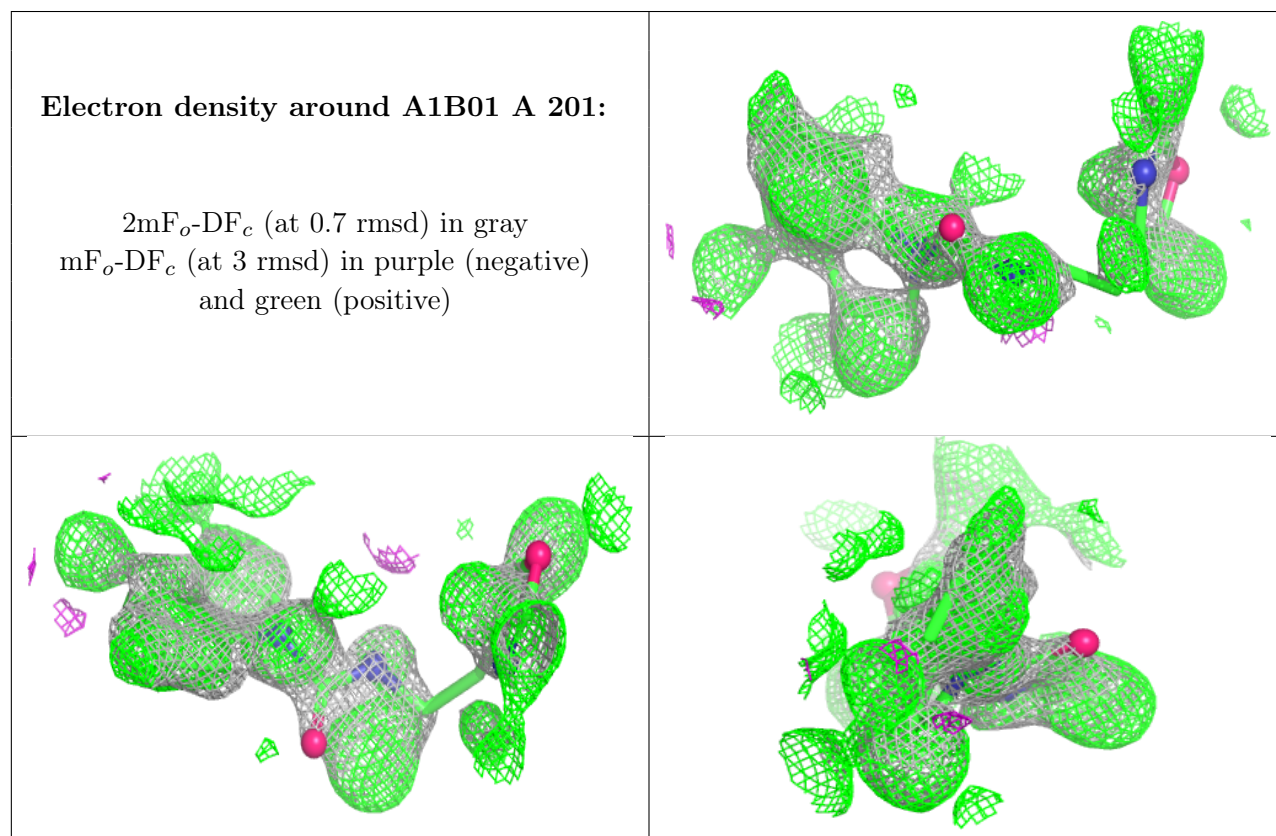 Electron density around A1B01 A 201:
2mFo-DFc (at 0.7 rmsd) in gray
mFo-DFc (at 3 rmsd) in purple (negative)
and green (positive)